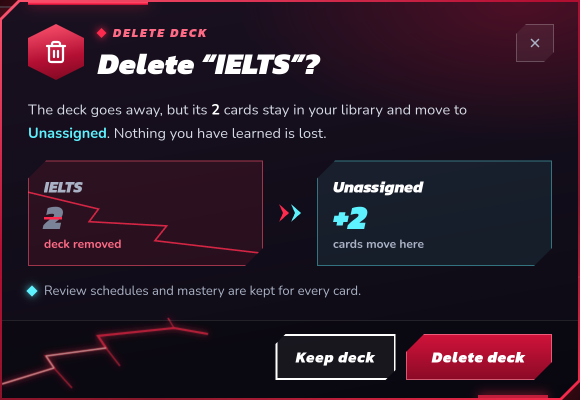 DELETE DECK
Delete “IELTS”?
The deck goes away, but its 2 cards stay in your library and move to
Unassigned. Nothing you have learned is lost.
IELTS
2
deck removed
Unassigned
+2
cards move here
Review schedules and mastery are kept for every card.
Keep deck
Delete deck